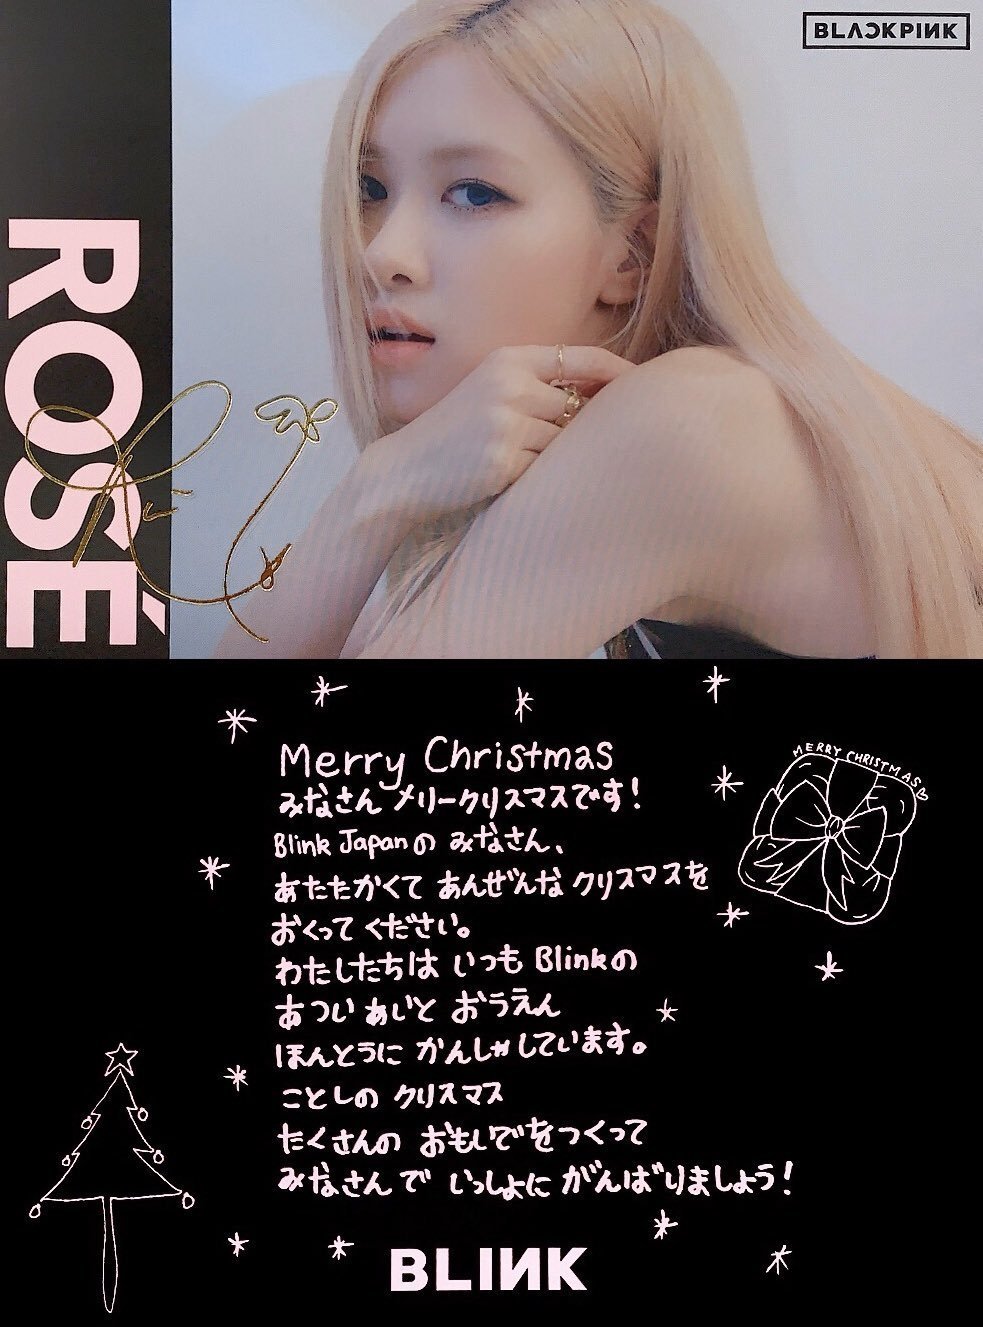 BLACKPINK
ROSÉ
Merry Christmas
みなさん メリークリスマスです!
Blink Japanの みなさん、
あたたかくて あんぜんな クリスマスを
おくって ください。
わたしたちは いつも Blinkの
あつい あいと おうえん
ほんとうに かんしゃしています。
ことしの クリスマス
たくさんの おもいでをつくって
みなさんで いっしょに がんばりましょう!
MERRY CHRISTMAS♡
BLINK